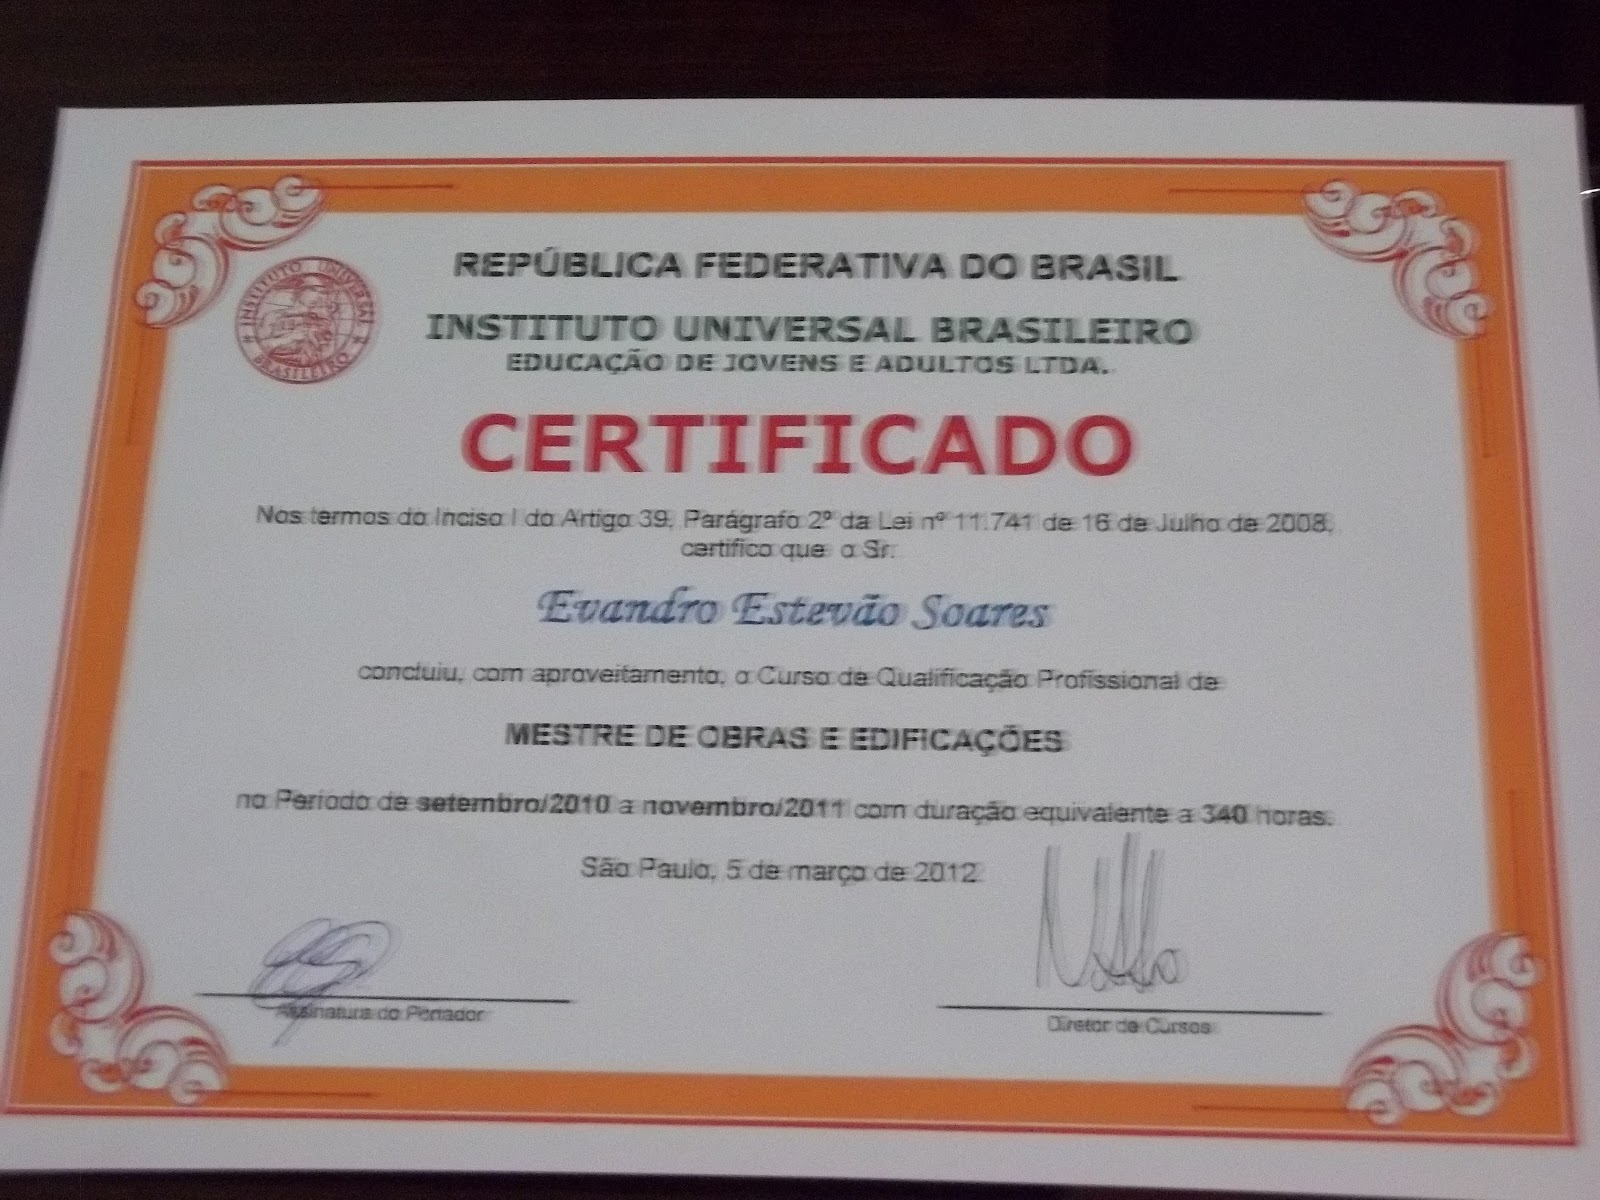 REPÚBLICA FEDERATIVA DO BRASIL
INSTITUTO UNIVERSAL BRASILEIRO
INSTITUTO UNIVERSAL BRASILEIRO
EDUCAÇÃO DE JOVENS E ADULTOS LTDA.
CERTIFICADO
Nos termos do Inciso I do Artigo 39, Parágrafo 2º da Lei nº 11.741 de 16 de Julho de 2008,
certifico que o Sr.
Evandro Estevão Soares
concluiu, com aproveitamento, o Curso de Qualificação Profissional de
MESTRE DE OBRAS E EDIFICAÇÕES
no Período de setembro/2010 a novembro/2011 com duração equivalente a 340 horas.
São Paulo, 5 de março de 2012
Assinatura do Portador
Diretor de Cursos